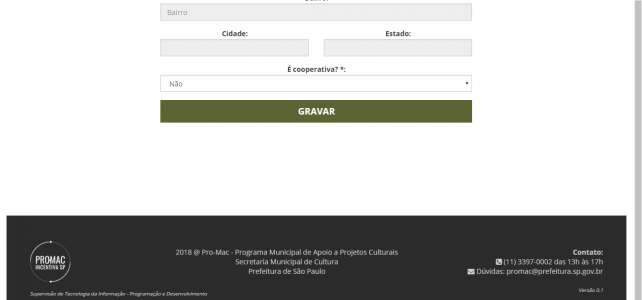 Bairro
Cidade:
Estado:
É cooperativa? *:
Não
GRAVAR
PROMAC
INCENTIVA SP
2018 @ Pro-Mac - Programa Municipal de Apoio a Projetos Culturais
Secretaria Municipal de Cultura
Prefeitura de São Paulo
Contato:
(11) 3397-0002 das 13h às 17h
Dúvidas: promac@prefeitura.sp.gov.br
Supervisão de Tecnologia da Informação - Programação e Desenvolvimento
Versão 0.1